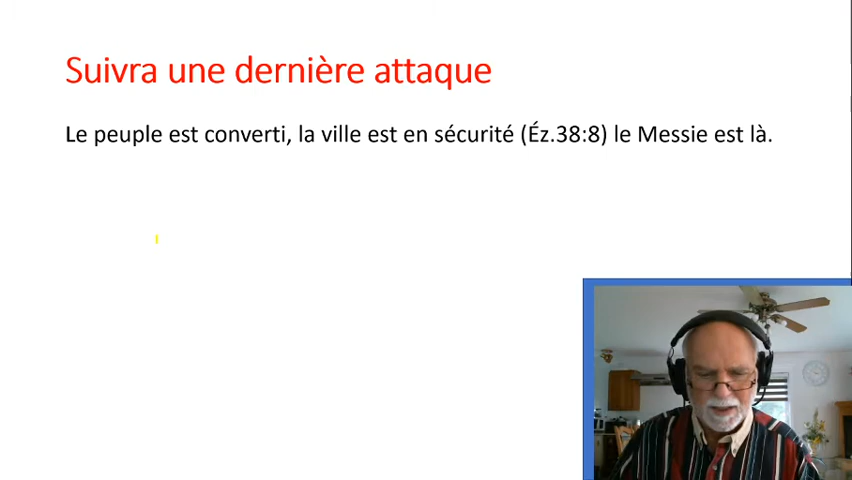 Suivra une dernière attaque
Le peuple est converti, la ville est en sécurité (Éz.38:8) le Messie est là.